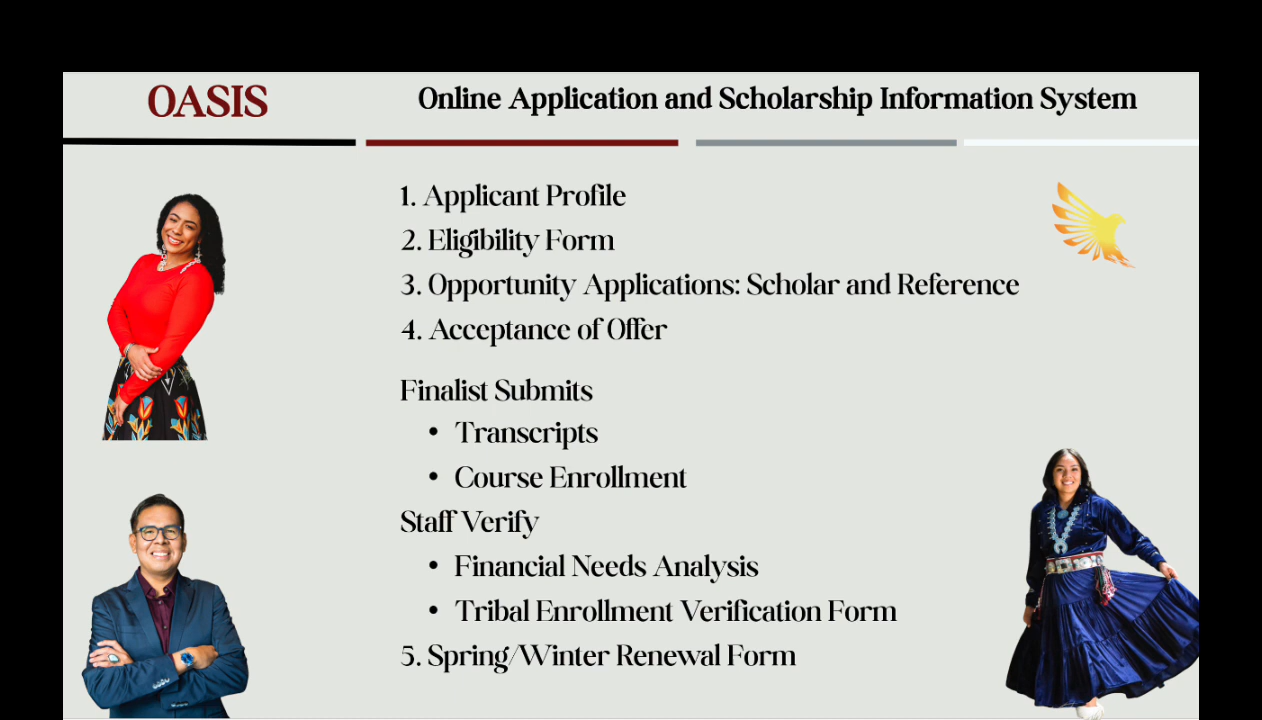 OASIS
Online Application and Scholarship Information System
1. Applicant Profile
2. Eligibility Form
3. Opportunity Applications: Scholar and Reference
4. Acceptance of Offer
Finalist Submits
• Transcripts
• Course Enrollment
Staff Verify
• Financial Needs Analysis
• Tribal Enrollment Verification Form
5. Spring/Winter Renewal Form